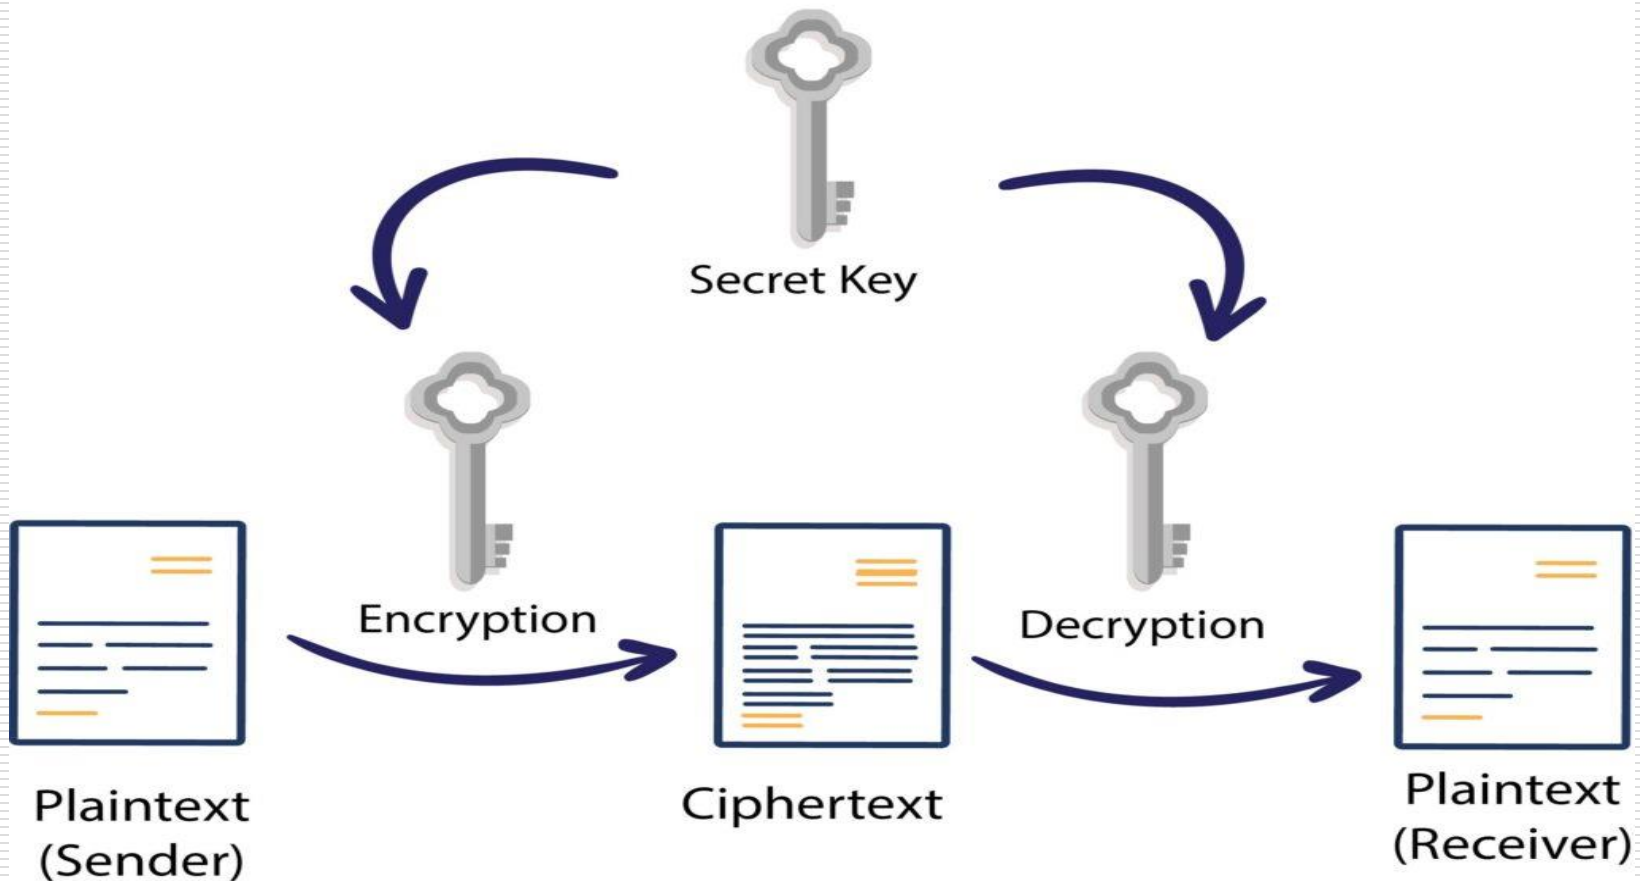 Secret Key
Encryption
Decryption
Plaintext
(Sender)
Ciphertext
Plaintext
(Receiver)